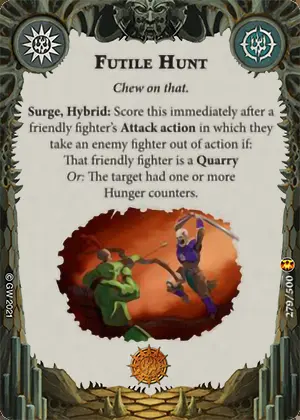 FUTILE HUNT
Chew on that.
Surge, Hybrid: Score this immediately after a
friendly fighter's Attack action in which they
take an enemy fighter out of action if:
That friendly fighter is a Quarry
Or: The target had one or more
Hunger counters.
© GW 2021
279/500